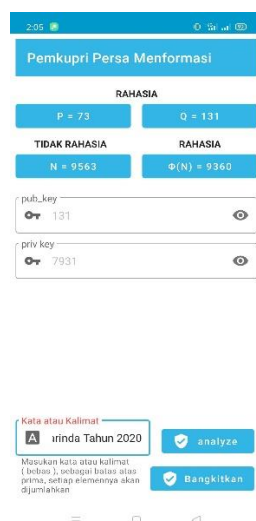 2:05
Pemkupri Persa Menformasi
RAHASIA
P = 73 Q = 131
TIDAK RAHASIA RAHASIA
N = 9563 Φ(N) = 9360
pub_key
131
priv key
7931
Kata atau Kalimat
arinda Tahun 2020
analyze
Masukan kata atau kalimat
( bebas ), sebagai batas atas
prima, setiap elemennya akan
dijumlahkan
Bangkitkan